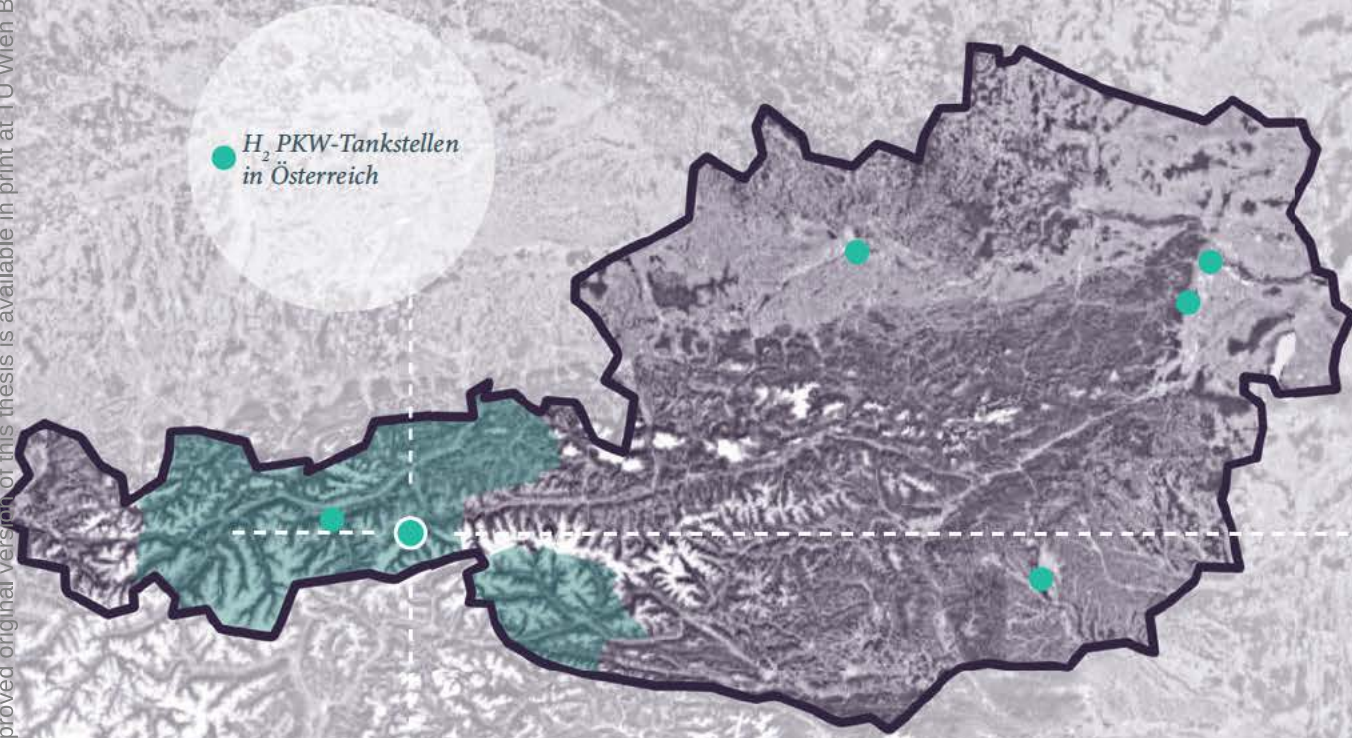 H₂ PKW-Tankstellen
in Österreich
proved original version of this thesis is available in print at TU Wien B